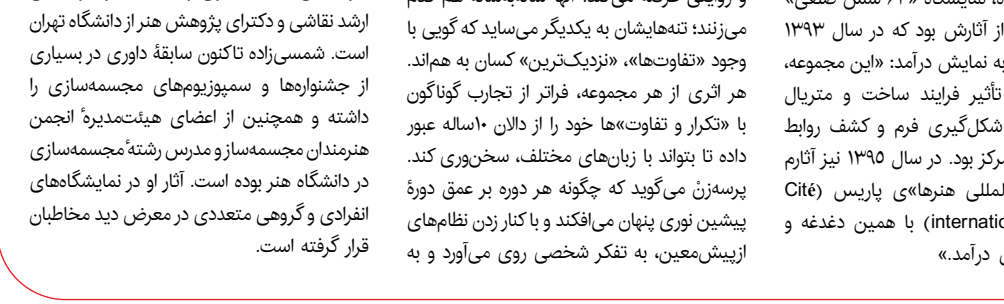 از آثارش بود که در سال ۱۳۹۳
به نمایش درآمد: «این مجموعه،
تأثیر فرایند ساخت و متریال
شکل‌گیری فرم و کشف روابط
بود. در سال ۱۳۹۵ نیز آثارم
هنرها»ی پاریس (Cité
با همین دغدغه و
درآمد.»
می‌زنند؛ تنه‌هایشان به یکدیگر می‌ساید که گویی با
وجود «تفاوت‌ها»، «نزدیک‌ترین» کسان به هم‌اند.
هر اثری از هر مجموعه، فراتر از تجارب گوناگون
با «تکرار و تفاوت»ها خود را از دالان ۱۰ساله عبور
داده تا بتواند با زبان‌های مختلف، سخن‌وری کند.
پرسه‌زنْ می‌گوید که چگونه هر دوره بر عمق دورهٔ
پیشین نوری پنهان می‌افکند و با کنار زدن نظام‌های
ازپیش‌معین، به تفکر شخصی روی می‌آورد و به
ارشد نقاشی و دکترای پژوهش هنر از دانشگاه تهران
است. شمسی‌زاده تاکنون سابقهٔ داوری در بسیاری
از جشنواره‌ها و سمپوزیوم‌های مجسمه‌سازی را
داشته و همچنین از اعضای هیئت‌مدیرهٔ انجمن
هنرمندان مجسمه‌ساز و مدرس رشتهٔ مجسمه‌سازی
در دانشگاه هنر بوده است. آثار او در نمایشگاه‌های
انفرادی و گروهی متعددی در معرض دید مخاطبان
قرار گرفته است.